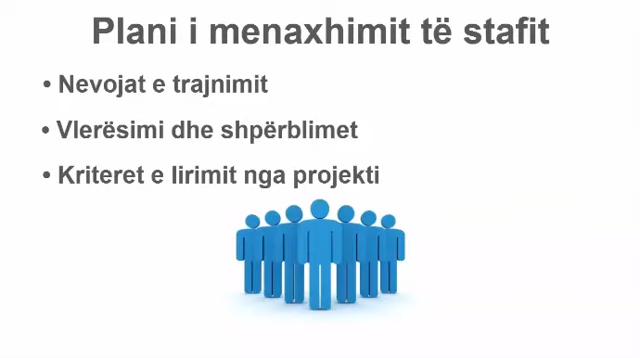 Plani i menaxhimit të stafit
• Nevojat e trajnimit
• Vlerësimi dhe shpërblimet
• Kriteret e lirimit nga projekti